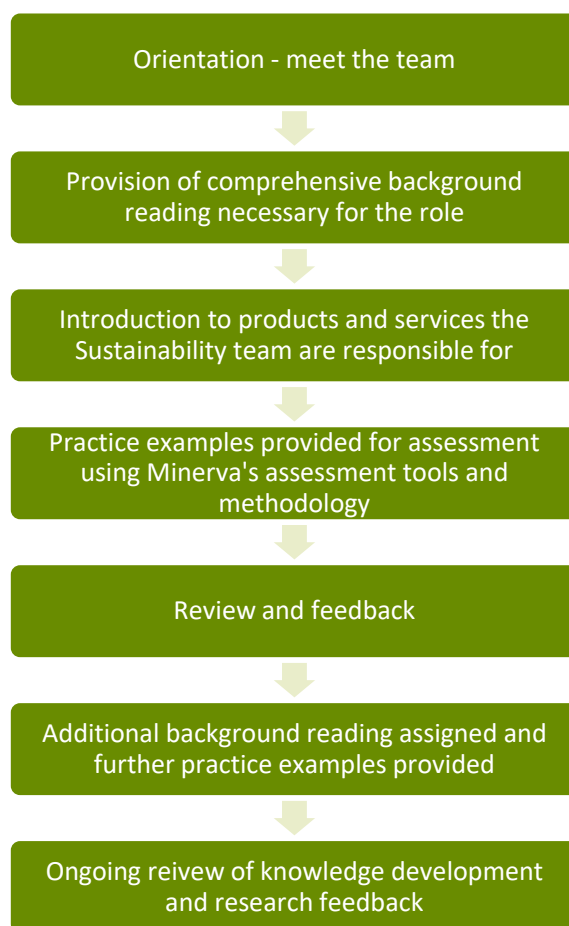 Orientation - meet the team
Provision of comprehensive background
reading necessary for the role
Introduction to products and services the
Sustainability team are responsible for
Practice examples provided for assessment
using Minerva's assessment tools and
methodology
Review and feedback
Additional background reading assigned and
further practice examples provided
Ongoing reivew of knowledge development
and research feedback